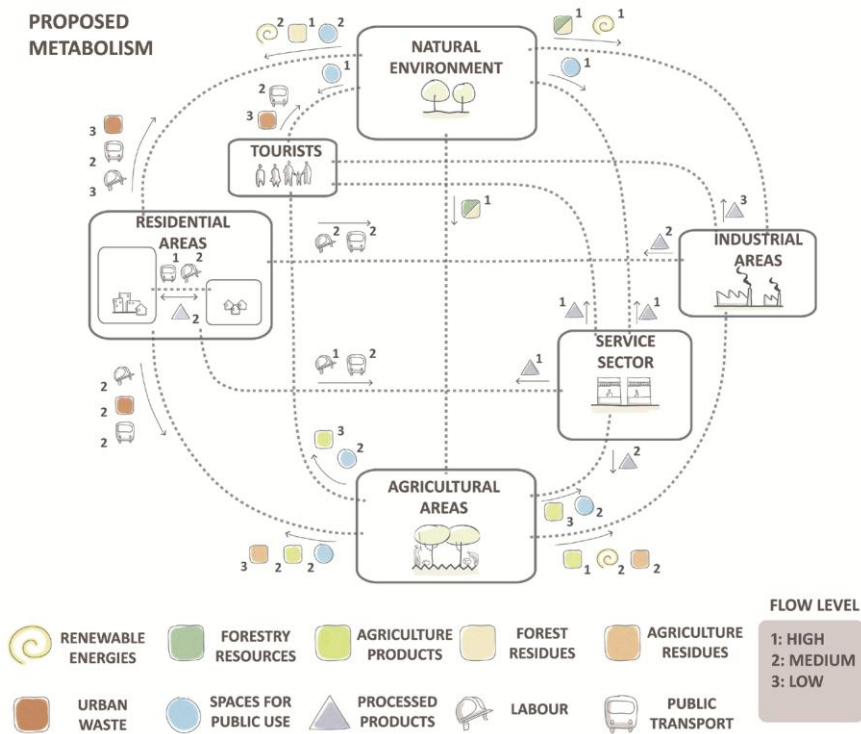 PROPOSED
METABOLISM
2 1 2
1 1
NATURAL
ENVIRONMENT
1
1
2
3
TOURISTS
3
2
3
1
3
RESIDENTIAL
AREAS
1 2
2
2 2
2
INDUSTRIAL
AREAS
1
1
SERVICE
SECTOR
1 2
1
2
2
2
3
2
2
AGRICULTURAL
AREAS
3 2
3 2 2
1 2 2
RENEWABLE
ENERGIES
FORESTRY
RESOURCES
AGRICULTURE
PRODUCTS
FOREST
RESIDUES
AGRICULTURE
RESIDUES
URBAN
WASTE
SPACES FOR
PUBLIC USE
PROCESSED
PRODUCTS
LABOUR
PUBLIC
TRANSPORT
FLOW LEVEL
1: HIGH
2: MEDIUM
3: LOW